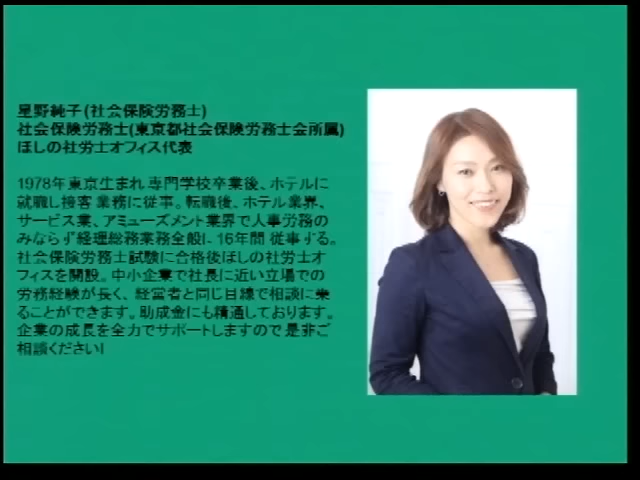 星野純子(社会保険労務士)
社会保険労務士(東京都社会保険労務士会所属)
ほしの社労士オフィス代表
1978年東京生まれ 専門学校卒業後、ホテルに
就職し接客 業務に従事。転職後、ホテル業界、
サービス業、アミューズメント業界で人事労務の
みならず経理総務業務全般に 16年間 従事する。
社会保険労務士試験に合格後ほしの社労士オ
フィスを開設。中小企業で社長に近い立場での
労務経験が長く、経営者と同じ目線で相談に乗
ることができます。助成金にも精通しております。
企業の成長を全力でサポートしますので 是非ご
相談ください!